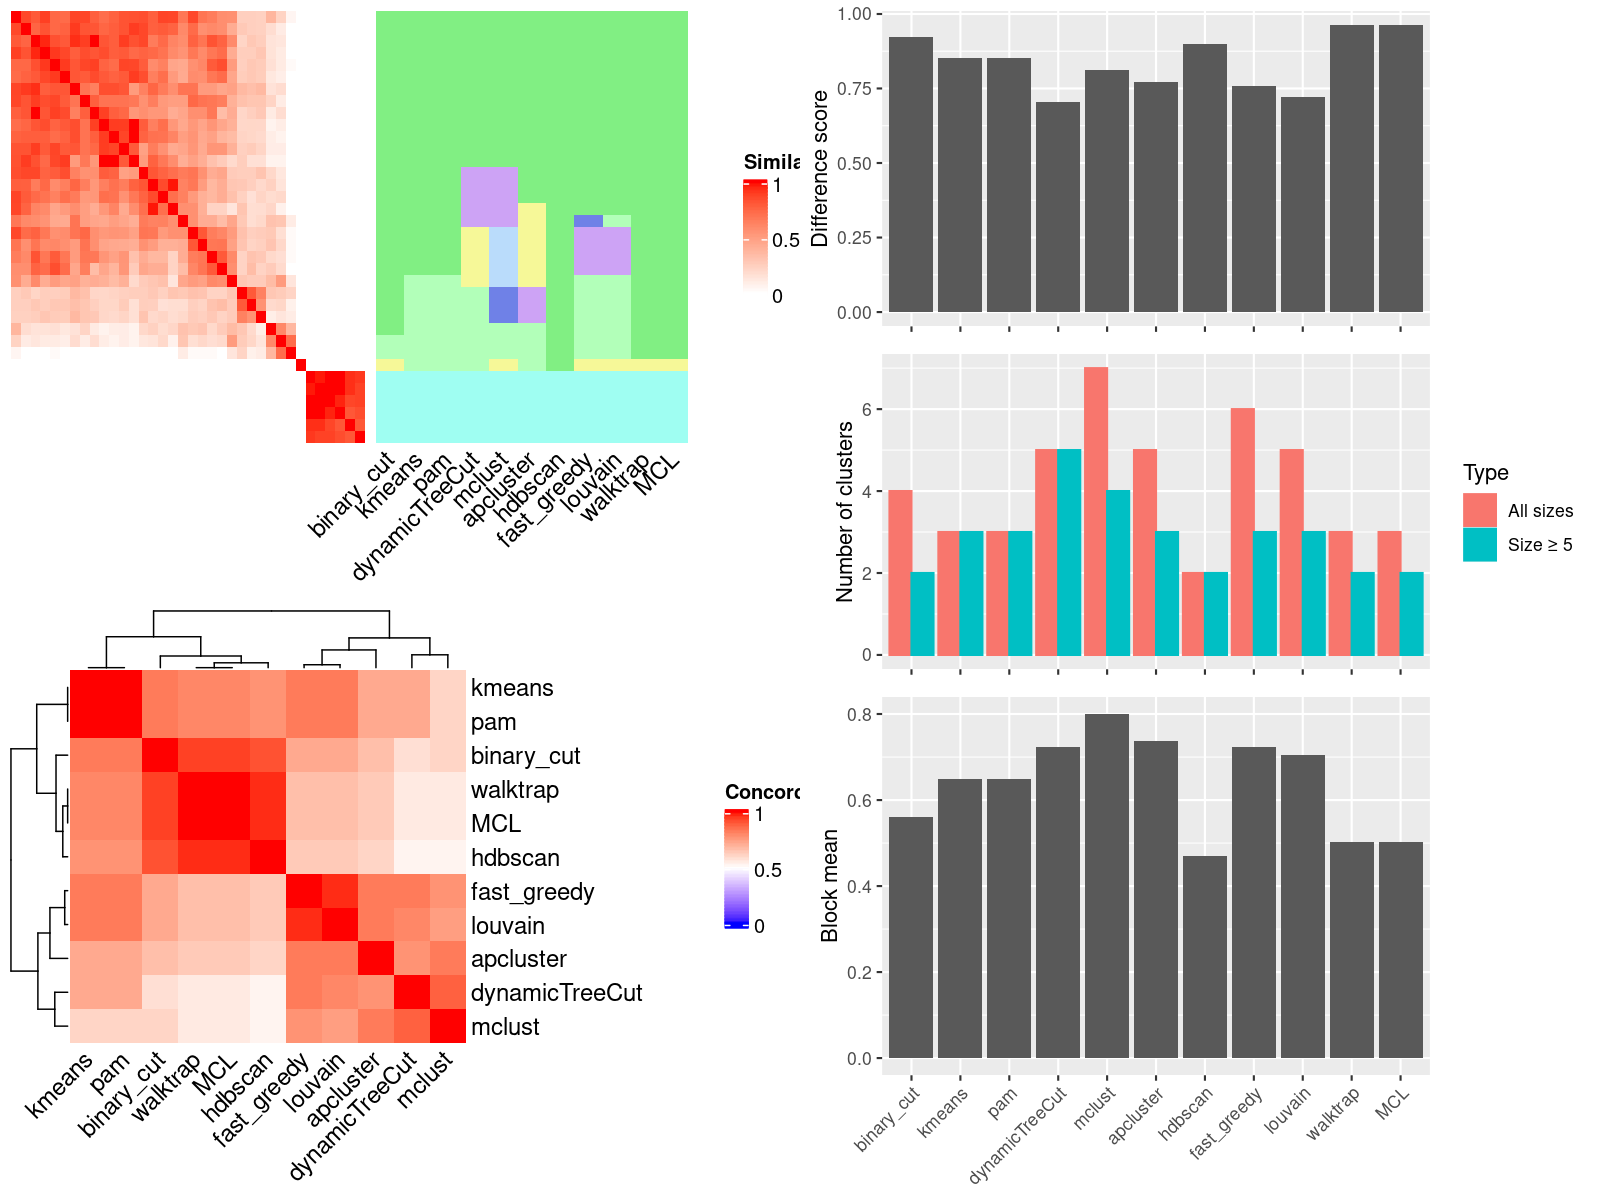 Simila
1
0.5
0
binary_cut
kmeans
pam
dynamicTreeCut
mclust
apcluster
hdbscan
fast_greedy
louvain
walktrap
MCL
kmeans
pam
binary_cut
walktrap
MCL
hdbscan
fast_greedy
louvain
apcluster
dynamicTreeCut
mclust
Concord
1
0.5
0
kmeans
pam
binary_cut
walktrap
MCL
hdbscan
fast_greedy
louvain
apcluster
dynamicTreeCut
mclust
Difference score
1.00
0.75
0.50
0.25
0.00
Number of clusters
6
4
2
0
Type
All sizes
Size ≥ 5
Block mean
0.8
0.6
0.4
0.2
0.0
binary_cut
kmeans
pam
dynamicTreeCut
mclust
apcluster
hdbscan
fast_greedy
louvain
walktrap
MCL